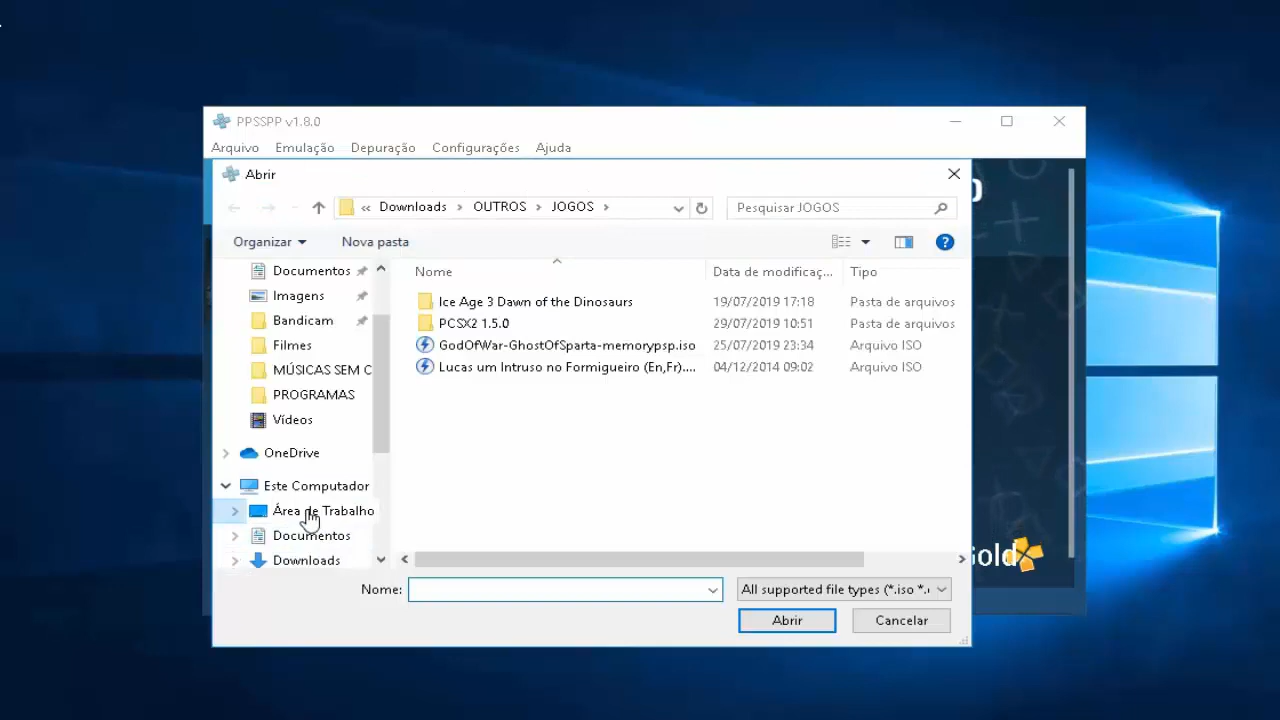 PPSSPP v1.8.0
Arquivo Emulação Depuração Configurações Ajuda
Abrir
« Downloads > OUTROS > JOGOS >
Pesquisar JOGOS
Organizar Nova pasta
Documentos
Imagens
Bandicam
Filmes
MÚSICAS SEM C
PROGRAMAS
Vídeos
OneDrive
Este Computador
Área de Trabalho
Documentos
Downloads
Nome Data de modificaç... Tipo
Ice Age 3 Dawn of the Dinosaurs 19/07/2019 17:18 Pasta de arquivos
PCSX2 1.5.0 29/07/2019 10:51 Pasta de arquivos
GodOfWar-GhostOfSparta-memorypsp.iso 25/07/2019 23:34 Arquivo ISO
Lucas um Intruso no Formigueiro (En,Fr).... 04/12/2014 09:02 Arquivo ISO
Gold
Nome: All supported file types (*.iso *.
Abrir Cancelar